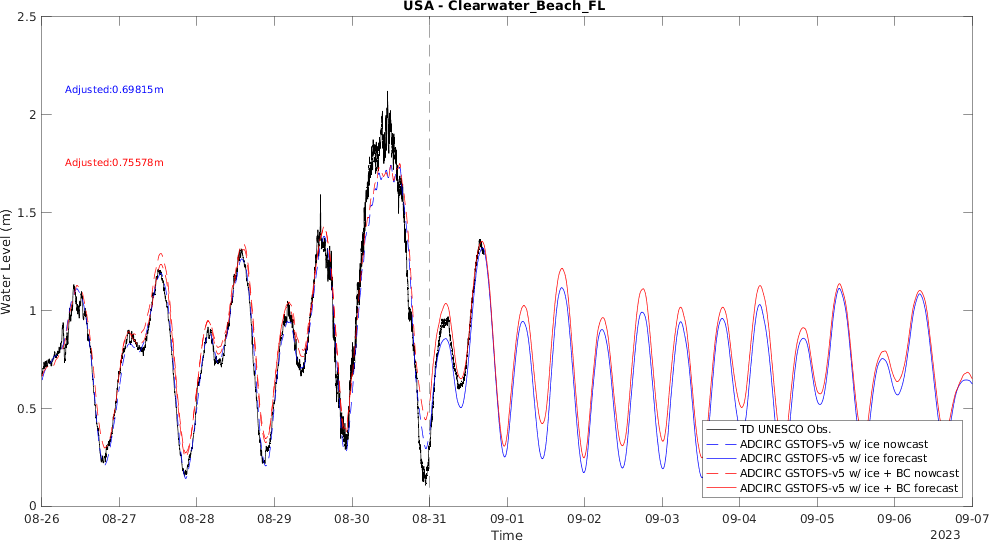 USA - Clearwater_Beach_FL
2.5
Adjusted:0.69815m
2
Adjusted:0.75578m
1.5
Water Level (m)
1
0.5
0
TD UNESCO Obs.
ADCIRC GSTOFS-v5 w/ ice nowcast
ADCIRC GSTOFS-v5 w/ ice forecast
ADCIRC GSTOFS-v5 w/ ice + BC nowcast
ADCIRC GSTOFS-v5 w/ ice + BC forecast
08-26 08-27 08-28 08-29 08-30 08-31 09-01 09-02 09-03 09-04 09-05 09-06 09-07
Time
2023